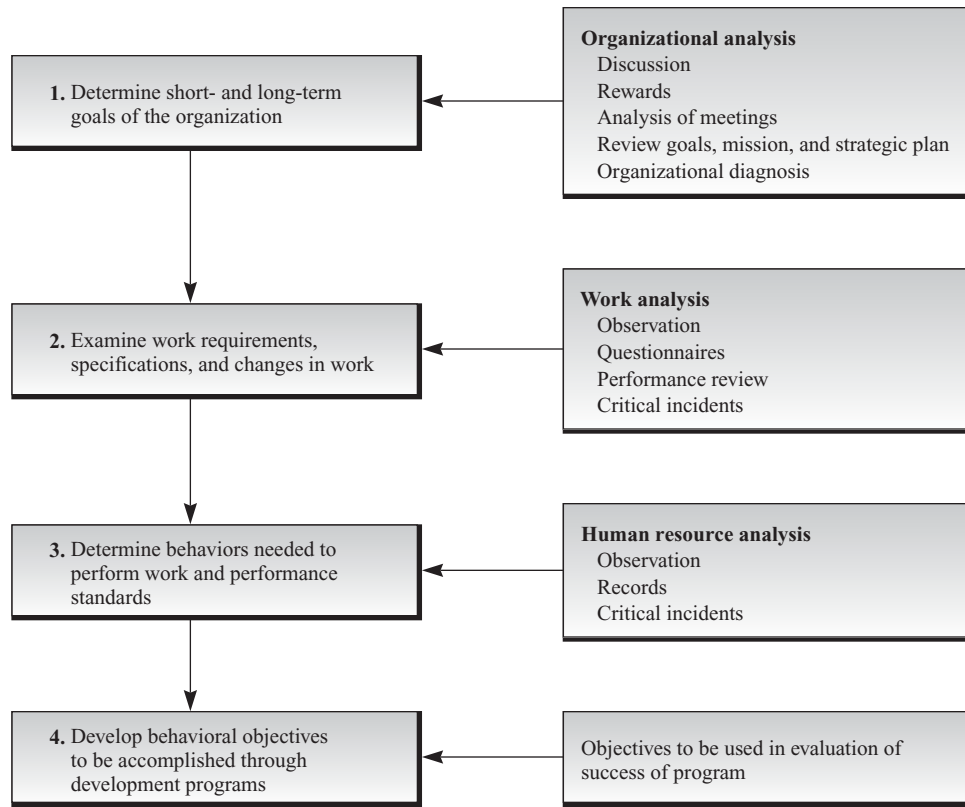 1. Determine short- and long-term
goals of the organization
Organizational analysis
Discussion
Rewards
Analysis of meetings
Review goals, mission, and strategic plan
Organizational diagnosis
2. Examine work requirements,
specifications, and changes in work
Work analysis
Observation
Questionnaires
Performance review
Critical incidents
3. Determine behaviors needed to
perform work and performance
standards
Human resource analysis
Observation
Records
Critical incidents
4. Develop behavioral objectives
to be accomplished through
development programs
Objectives to be used in evaluation of
success of program